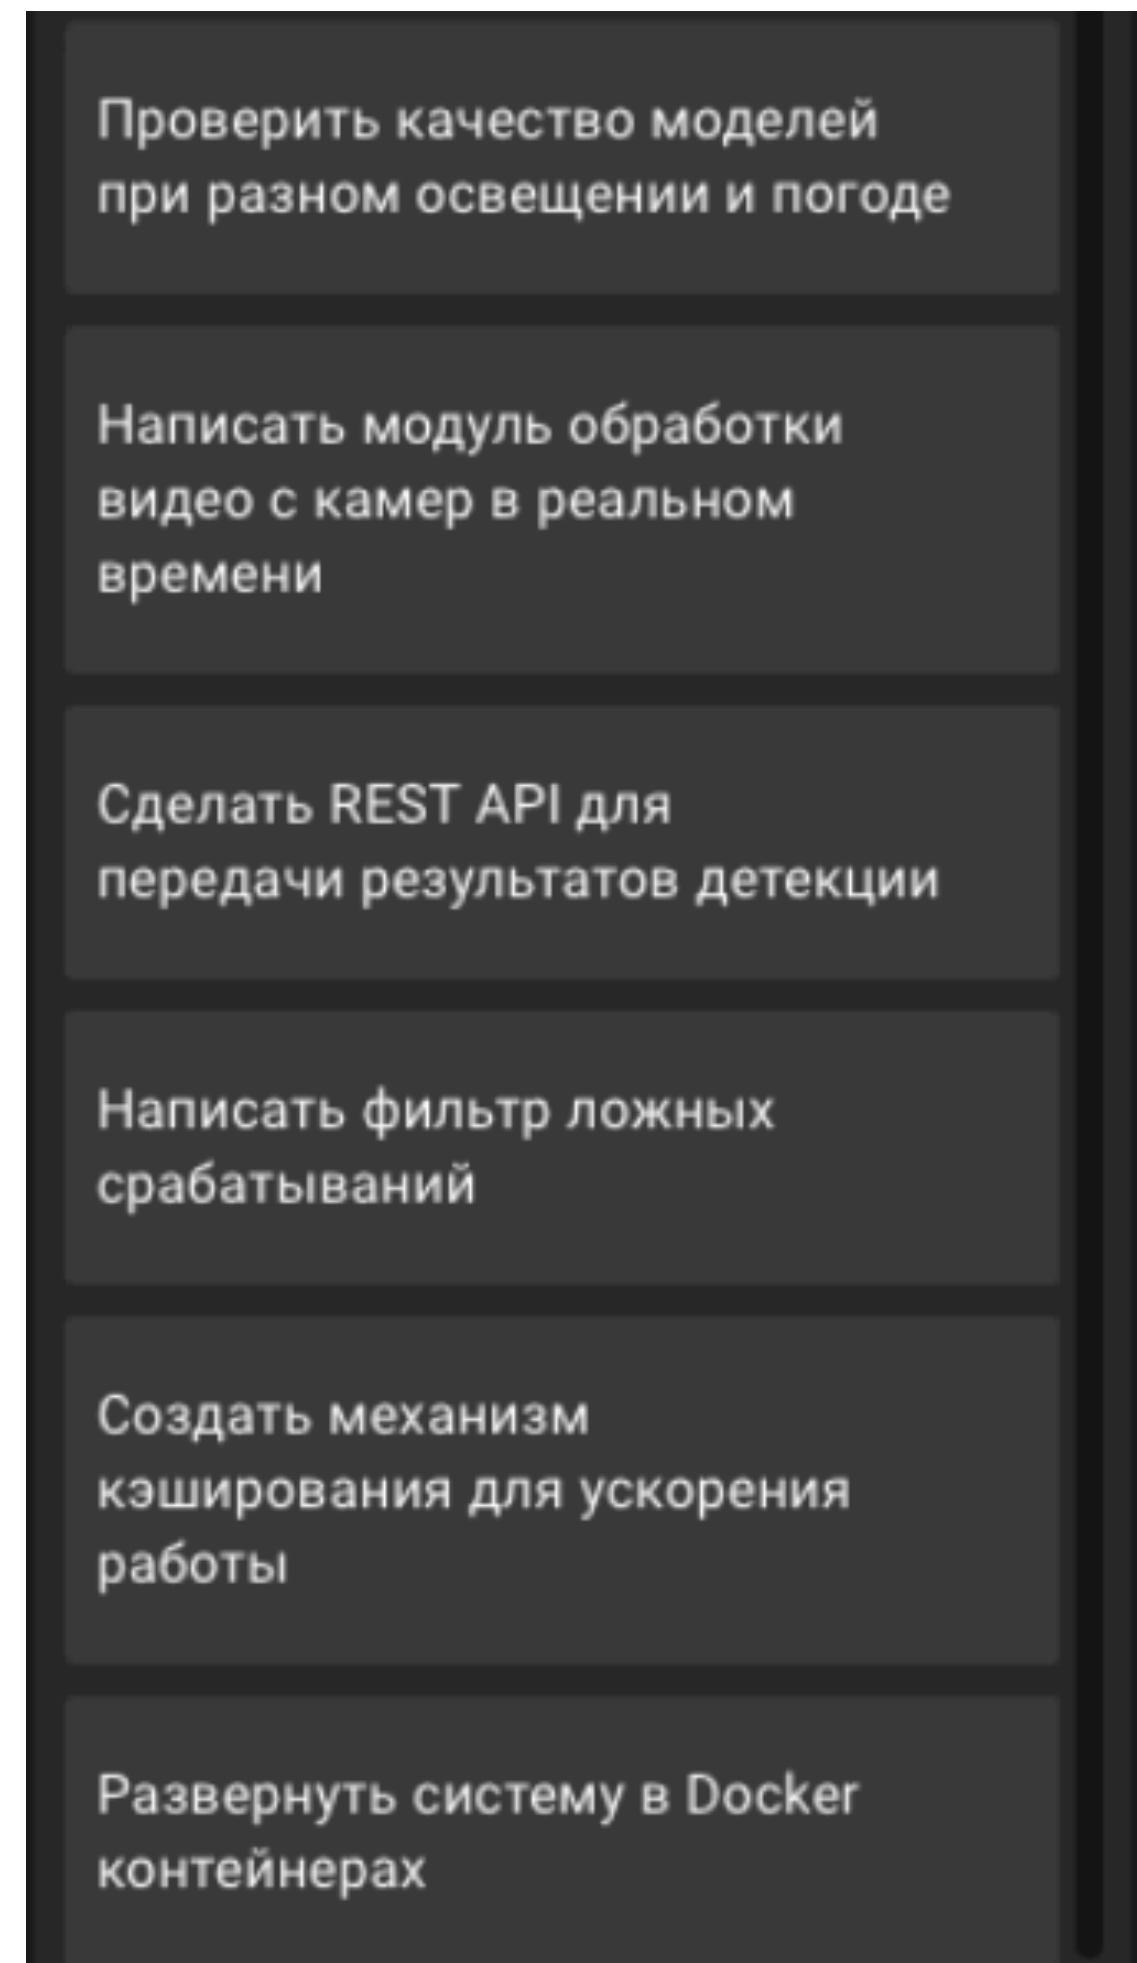 Проверить качество моделей
при разном освещении и погоде
Написать модуль обработки
видео с камер в реальном
времени
Сделать REST API для
передачи результатов детекции
Написать фильтр ложных
срабатываний
Создать механизм
кэширования для ускорения
работы
Развернуть систему в Docker
контейнерах